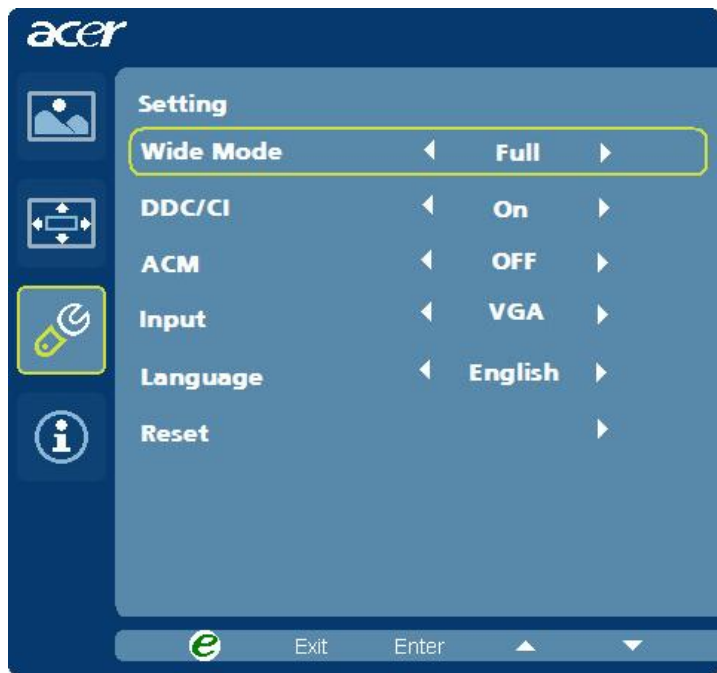 acer
Setting
Wide Mode Full
DDC/CI On
ACM OFF
Input VGA
Language English
Reset
e Exit Enter